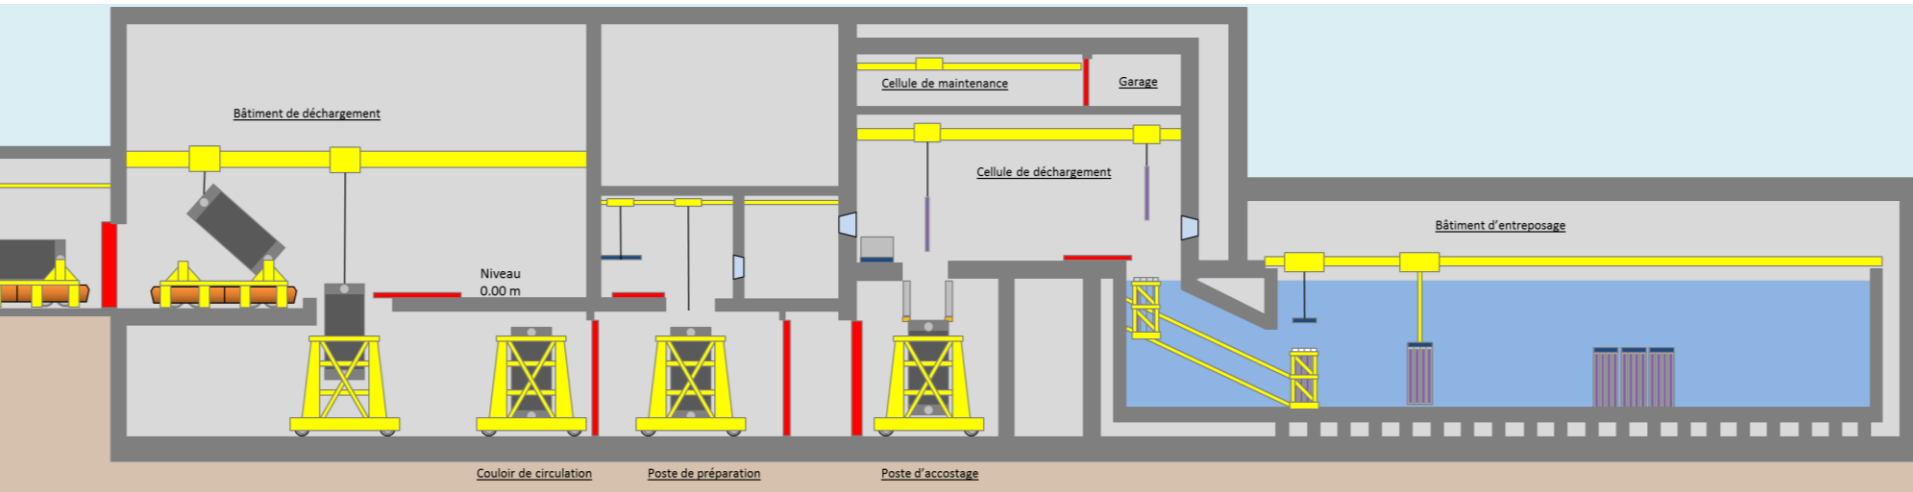 Cellule de maintenance
Garage
Bâtiment de déchargement
Cellule de déchargement
Bâtiment d'entreposage
Niveau
0.00 m
Couloir de circulation
Poste de préparation
Poste d'accostage